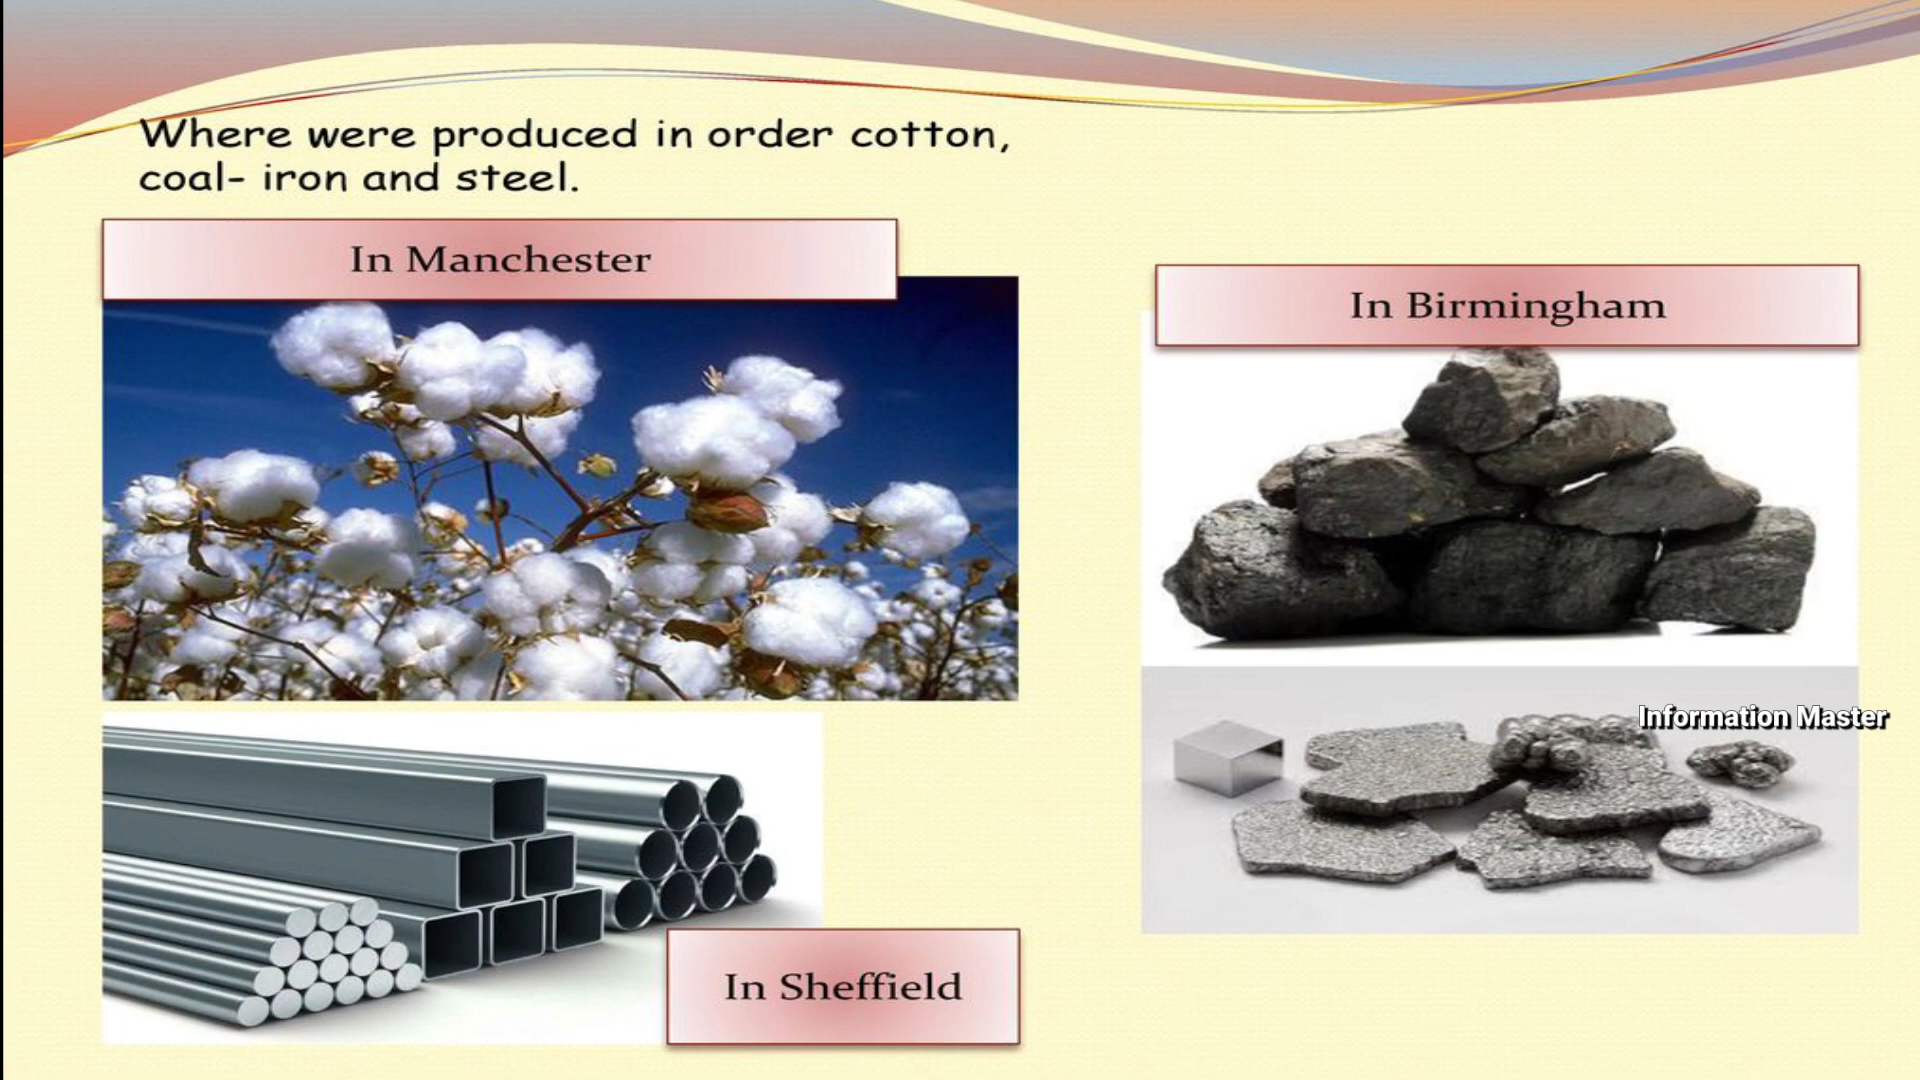 Where were produced in order cotton,
coal- iron and steel.
In Manchester
In Birmingham
Information Master
In Sheffield